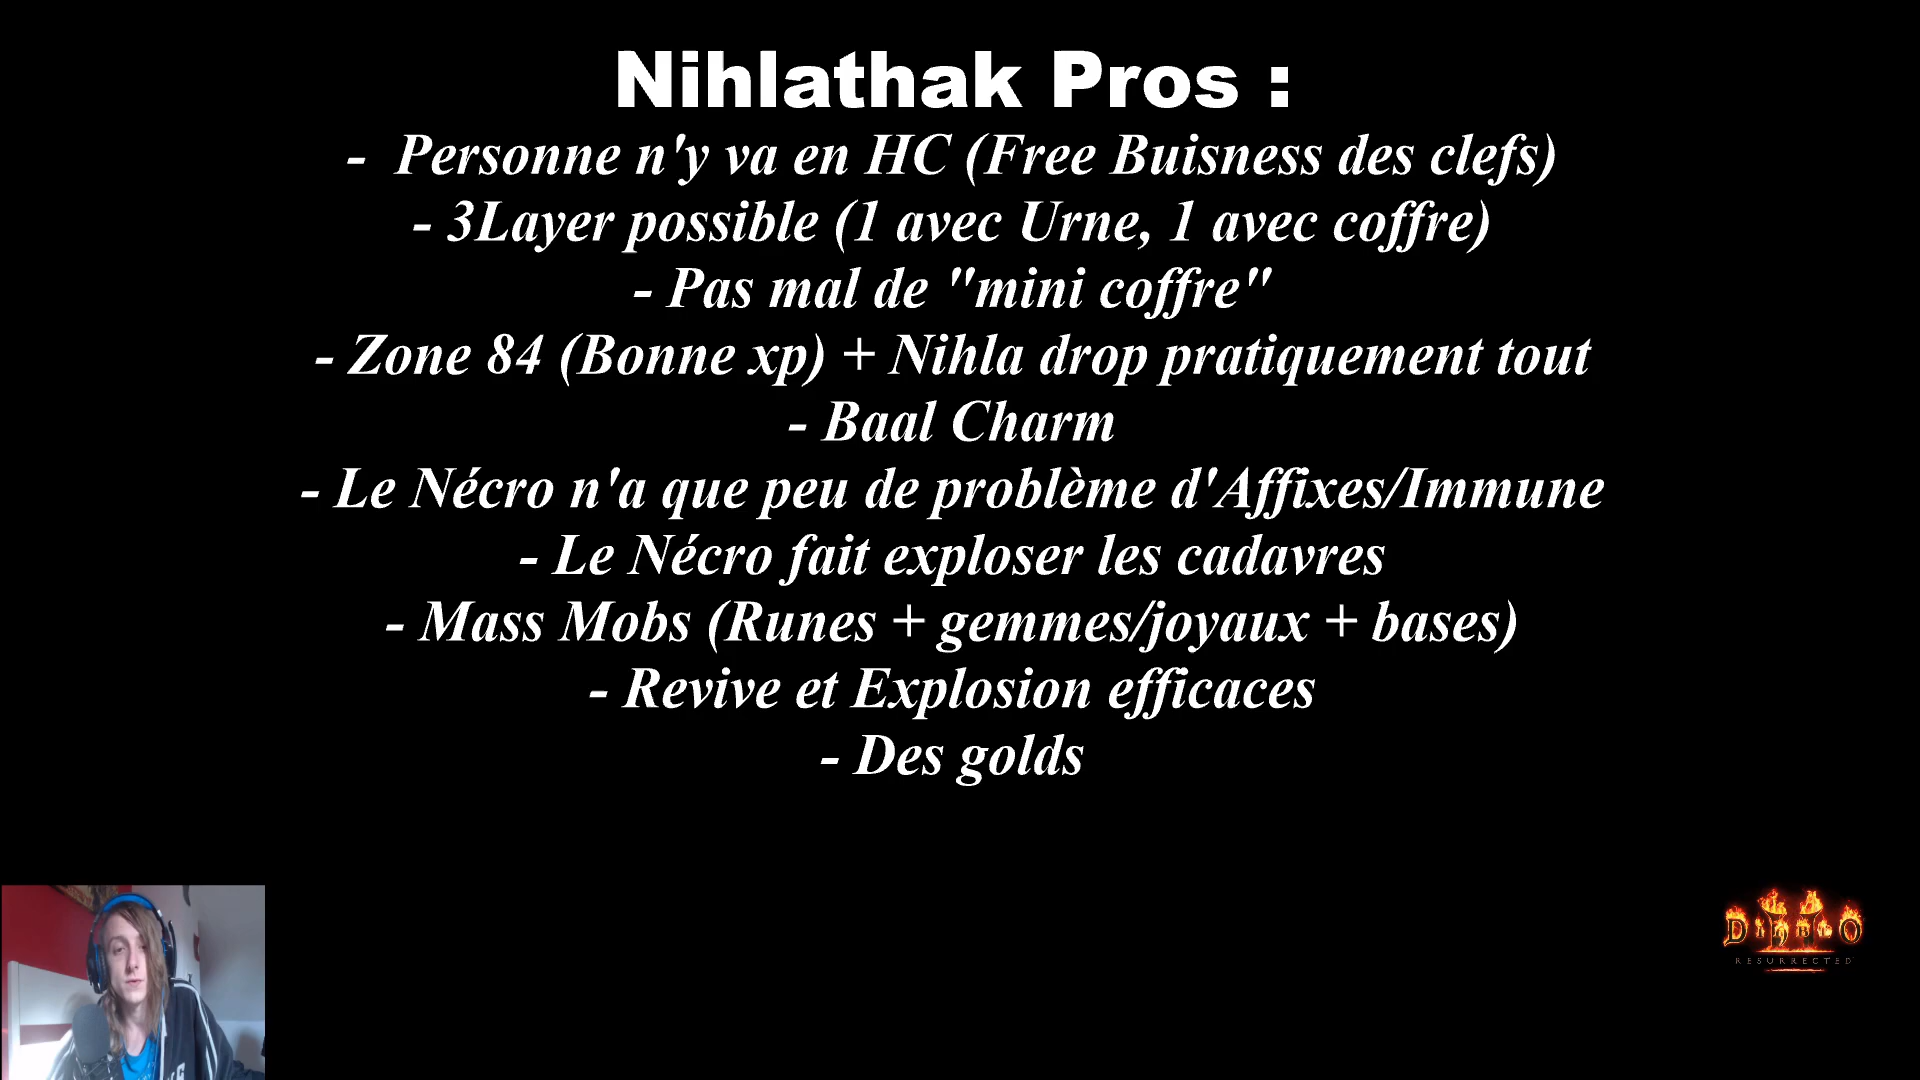 Nihlathak Pros :
- Personne n'y va en HC (Free Buisness des clefs)
- 3Layer possible (1 avec Urne, 1 avec coffre)
- Pas mal de "mini coffre"
- Zone 84 (Bonne xp) + Nihla drop pratiquement tout
- Baal Charm
- Le Nécro n'a que peu de problème d'Affixes/Immune
- Le Nécro fait exploser les cadavres
- Mass Mobs (Runes + gemmes/joyaux + bases)
- Revive et Explosion efficaces
- Des golds
DIABLO
II
RESURRECTED